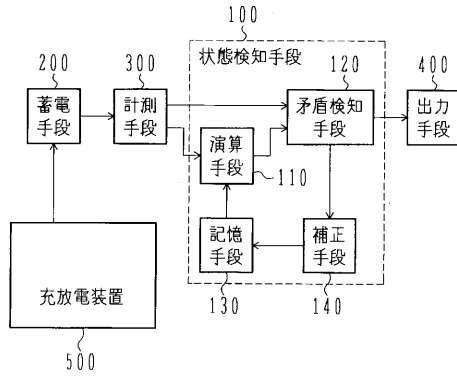 100
200
300
状態検知手段
120
400
蓄電
手段
計測
手段
矛盾検知
手段
出力
手段
演算
手段
110
記憶
手段
補正
手段
130
140
充放電装置
500